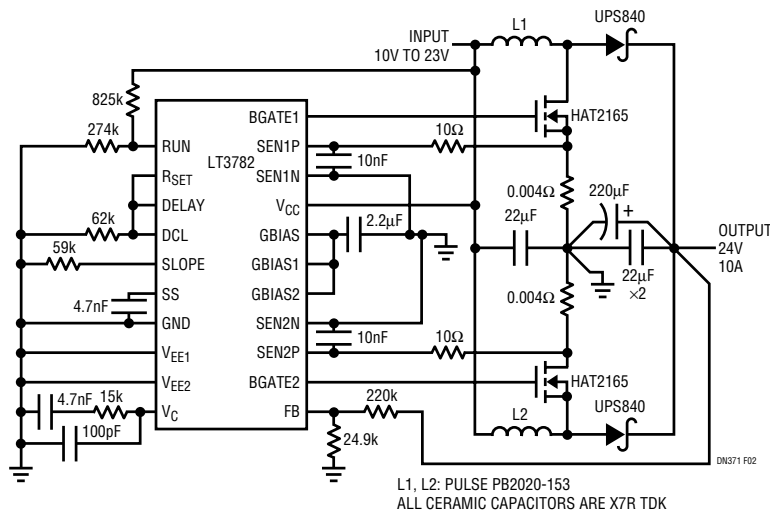 INPUT
10V TO 23V
L1
UPS840
825k
274k
RUN
RSET
DELAY
62k
DCL
59k
SLOPE
SS
4.7nF
GND
VEE1
VEE2
4.7nF
15k
VC
100pF
LT3782
BGATE1
SEN1P
SEN1N
VCC
GBIAS
GBIAS1
GBIAS2
SEN2N
SEN2P
BGATE2
FB
10Ω
10nF
2.2µF
10nF
10Ω
220k
24.9k
HAT2165
0.004Ω
22µF
220µF
+
22µF
×2
0.004Ω
OUTPUT
24V
10A
HAT2165
UPS840
L2
DN371 F02
L1, L2: PULSE PB2020-153
ALL CERAMIC CAPACITORS ARE X7R TDK